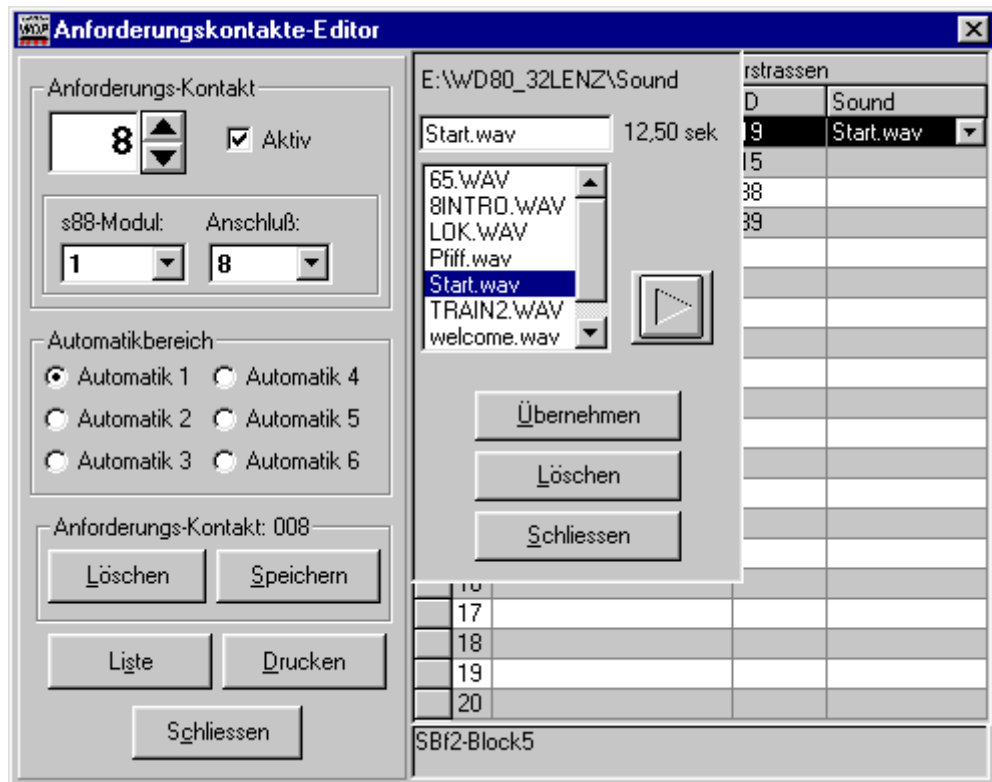 Anforderungskontakte-Editor
Anforderungs-Kontakt
8
Aktiv
s88-Modul: Anschluß:
1 8
Automatikbereich
Automatik 1 Automatik 4
Automatik 2 Automatik 5
Automatik 3 Automatik 6
Anforderungs-Kontakt: 008
Löschen Speichern
Liste Drucken
Schliessen
E:\WD80_32LENZ\Sound
Start.wav 12,50 sek
65.WAV
8INTRO.WAV
LOK.WAV
Pfiff.wav
Start.wav
TRAIN2.WAV
welcome.wav
Übernehmen
Löschen
Schliessen
Sound
Start.wav
17
18
19
20
SBf2-Block5